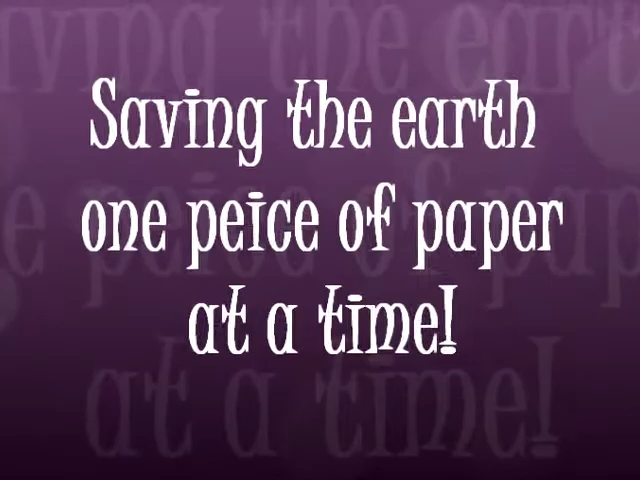 Saving the earth
one peice of paper
at a time!